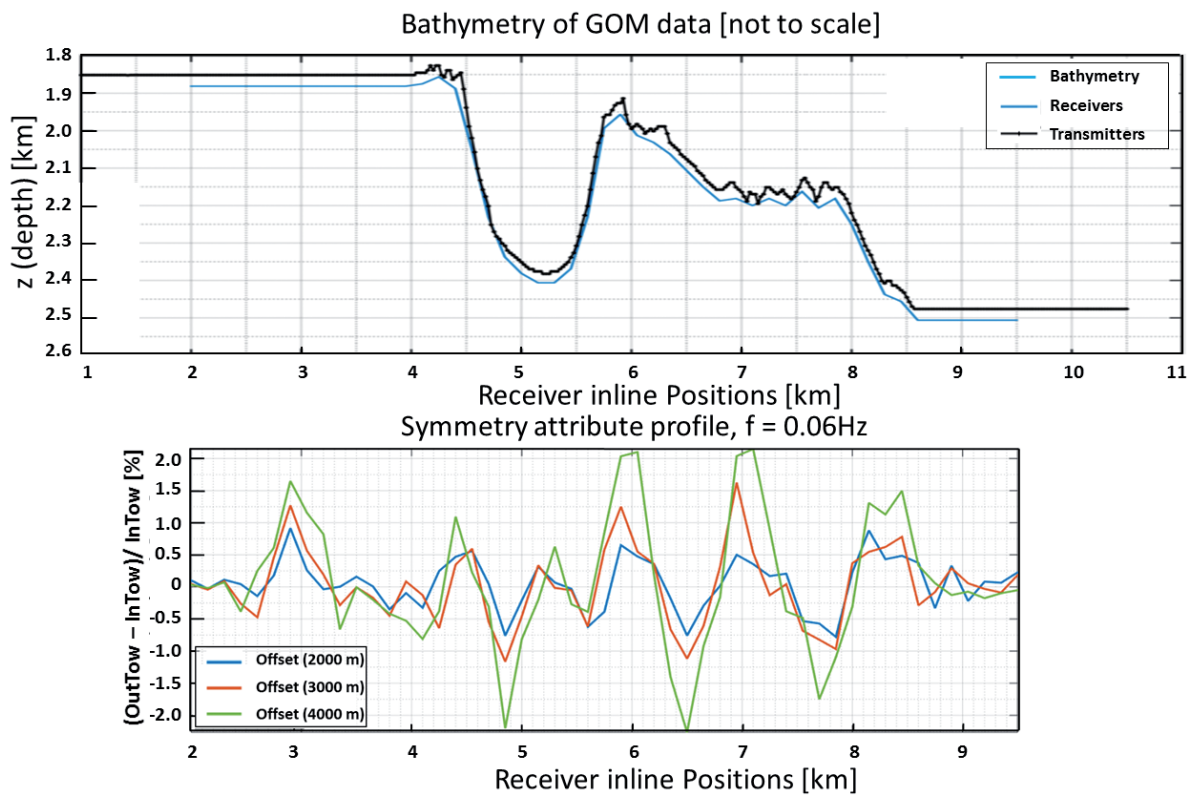 Bathymetry of GOM data [not to scale]
1.8
1.9
2.0
2.1
2.2
2.3
2.4
2.5
2.6
z (depth) [km]
Bathymetry
Receivers
Transmitters
1 2 3 4 5 6 7 8 9 10 11
Receiver inline Positions [km]
Symmetry attribute profile, f = 0.06Hz
2.0
1.5
1.0
0.5
0
-0.5
-1.0
-1.5
-2.0
(OutTow – InTow)/ InTow [%]
Offset (2000 m)
Offset (3000 m)
Offset (4000 m)
2 3 4 5 6 7 8 9
Receiver inline Positions [km]